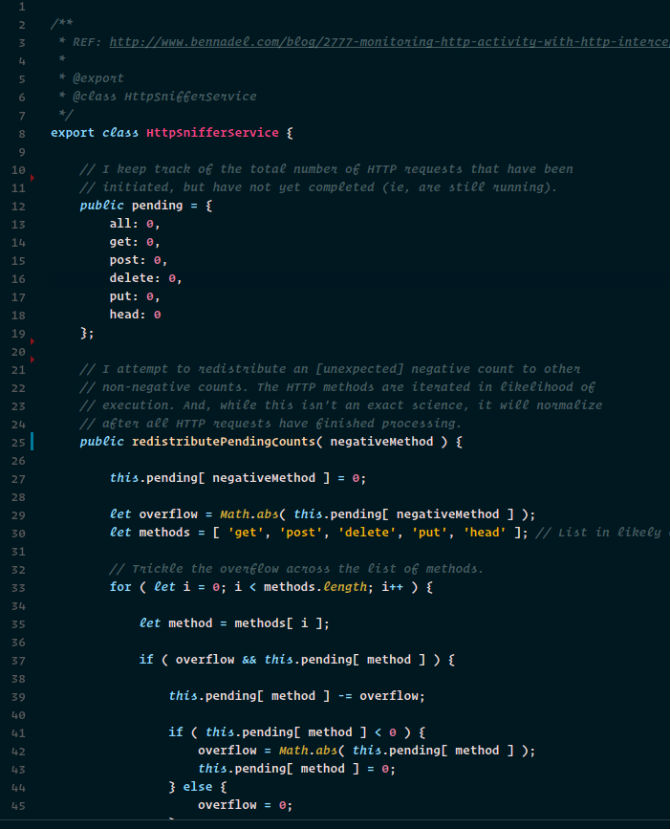 1
2 /**
3 * REF: http://www.bennadel.com/blog/2777-monitoring-http-activity-with-http-interce
4 *
5 * @export
6 * @class HttpSnifferService
7 */
8 export class HttpSnifferService {
9
10 // I keep track of the total number of HTTP requests that have been
11 // initiated, but have not yet completed (ie, are still running).
12 public pending = {
13 all: 0,
14 get: 0,
15 post: 0,
16 delete: 0,
17 put: 0,
18 head: 0
19 };
20
21 // I attempt to redistribute an [unexpected] negative count to other
22 // non-negative counts. The HTTP methods are iterated in likelihood of
23 // execution. And, while this isn't an exact science, it will normalize
24 // after all HTTP requests have finished processing.
25 public redistributePendingCounts( negativeMethod ) {
26
27 this.pending[ negativeMethod ] = 0;
28
29 let overflow = Math.abs( this.pending[ negativeMethod ] );
30 let methods = [ 'get', 'post', 'delete', 'put', 'head' ]; // List in likely
31
32 // Trickle the overflow across the list of methods.
33 for ( let i = 0; i < methods.length; i++ ) {
34
35 let method = methods[ i ];
36
37 if ( overflow && this.pending[ method ] ) {
38
39 this.pending[ method ] -= overflow;
40
41 if ( this.pending[ method ] < 0 ) {
42 overflow = Math.abs( this.pending[ method ] );
43 this.pending[ method ] = 0;
44 } else {
45 overflow = 0;